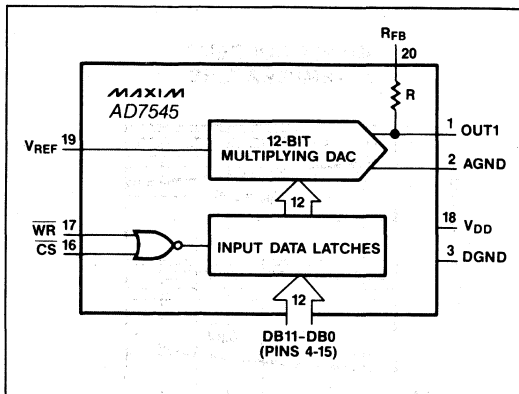 RFB
20
MAXIM
AD7545
R
1 OUT1
VREF 19
12-BIT
MULTIPLYING DAC
2 AGND
12
18 VDD
WR 17
CS 16
INPUT DATA LATCHES
3 DGND
12
DB11–DB0
(PINS 4-15)